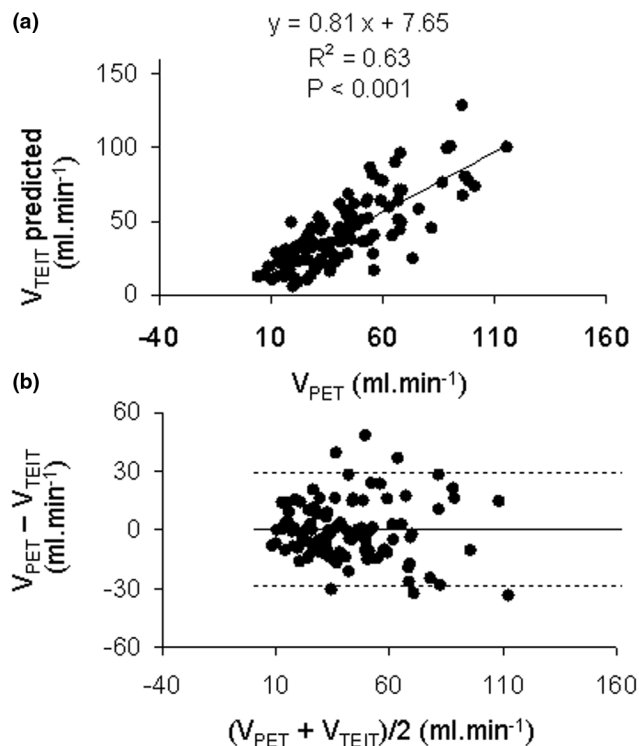 (a)
y = 0.81 x + 7.65
R² = 0.63
P < 0.001
150
100
50
0
V_TEIT predicted
(ml.min⁻¹)
-40 10 60 110 160
V_PET (ml.min⁻¹)
(b)
60
30
0
-30
-60
V_PET – V_TEIT
(ml.min⁻¹)
-40 10 60 110 160
(V_PET + V_TEIT)/2 (ml.min⁻¹)